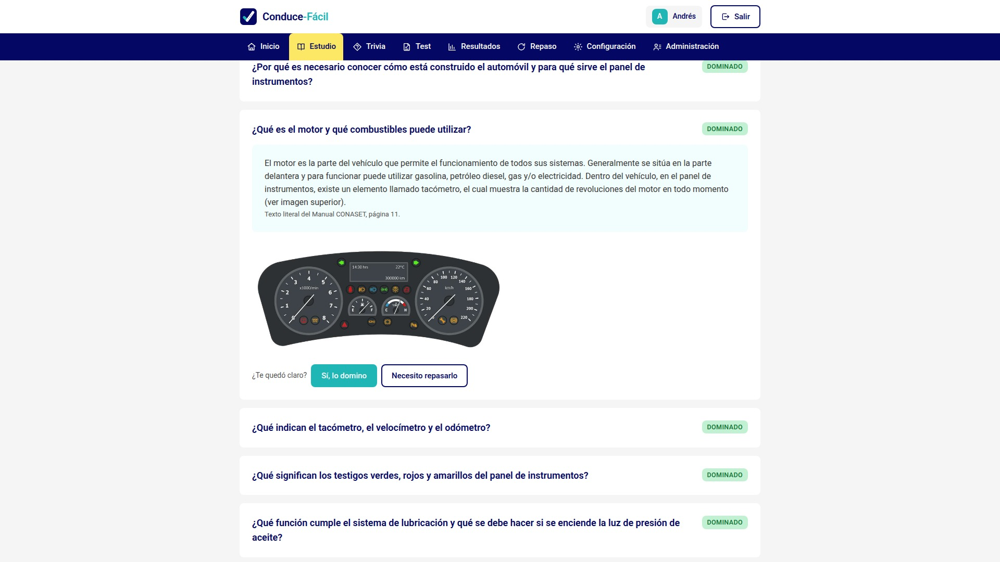 Conduce-Fácil
A Andrés
Salir
Inicio
Estudio
Trivia
Test
Resultados
Repaso
Configuración
Administración
¿Por qué es necesario conocer cómo está construido el automóvil y para qué sirve el panel de
instrumentos?
DOMINADO
¿Qué es el motor y qué combustibles puede utilizar?
DOMINADO
El motor es la parte del vehículo que permite el funcionamiento de todos sus sistemas. Generalmente se sitúa en la parte
delantera y para funcionar puede utilizar gasolina, petróleo diesel, gas y/o electricidad. Dentro del vehículo, en el panel de
instrumentos, existe un elemento llamado tacómetro, el cual muestra la cantidad de revoluciones del motor en todo momento
(ver imagen superior).
Texto literal del Manual CONASET, página 11.
14:30 hrs 22°C
300000 km
0 1 2 3 4 5 6 7 8
x1000/min
E F
C H
0 20 40 60 80 100 120 140 160 180 200 220
km/h
¿Te quedó claro?
Sí, lo domino
Necesito repasarlo
¿Qué indican el tacómetro, el velocímetro y el odómetro?
DOMINADO
¿Qué significan los testigos verdes, rojos y amarillos del panel de instrumentos?
DOMINADO
¿Qué función cumple el sistema de lubricación y qué se debe hacer si se enciende la luz de presión de
aceite?
DOMINADO